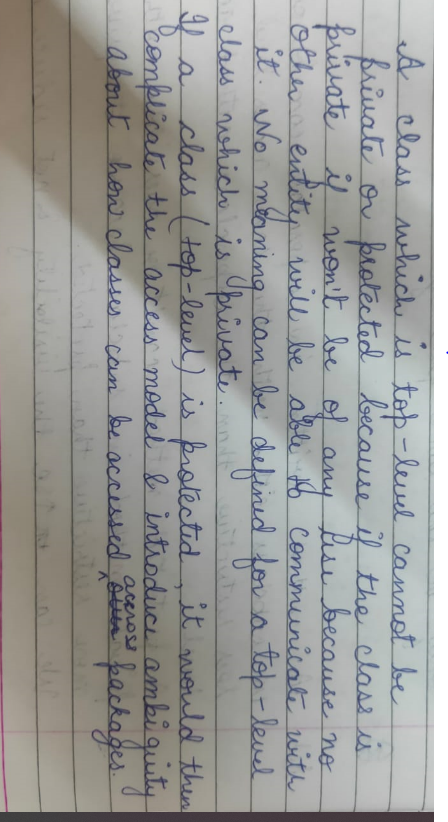 A class which is top-level cannot be
private or protected because if the class is
private it won't be of any use because no
other entity will be able to communicate with
it. No meaning can be defined for a top-level
class which is private.
If a class (top-level) is protected, it would then
complicate the access model & introduce ambiguity
about how classes can be accessed accross packages.